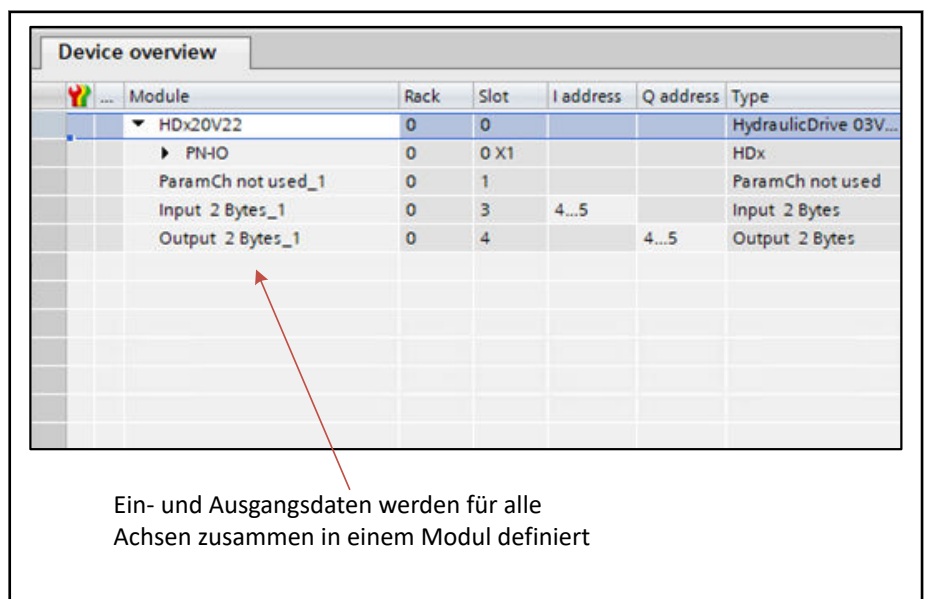 Device overview
... Module Rack Slot I address Q address Type
HDx20V22 0 0 HydraulicDrive 03V...
PN-IO 0 0 X1 HDx
ParamCh not used_1 0 1 ParamCh not used
Input 2 Bytes_1 0 3 4...5 Input 2 Bytes
Output 2 Bytes_1 0 4 4...5 Output 2 Bytes
Ein- und Ausgangsdaten werden für alle
Achsen zusammen in einem Modul definiert